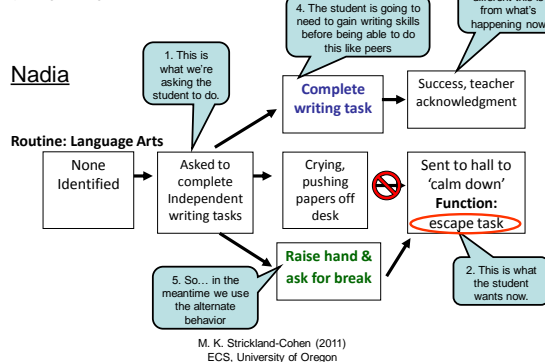 different this is
from what's
happening now
4. The student is going to
need to gain writing skills
before being able to do
this like peers
1. This is
what we're
asking the
student to do.
Nadia
Complete
writing task
Success, teacher
acknowledgment
Routine: Language Arts
None
Identified
Asked to
complete
Independent
writing tasks
Crying,
pushing
papers off
desk
Sent to hall to
‘calm down’
Function:
escape task
Raise hand &
ask for break
5. So… in the
meantime we use
the alternate
behavior
2. This is what
the student
wants now.
M. K. Strickland-Cohen (2011)
ECS, University of Oregon